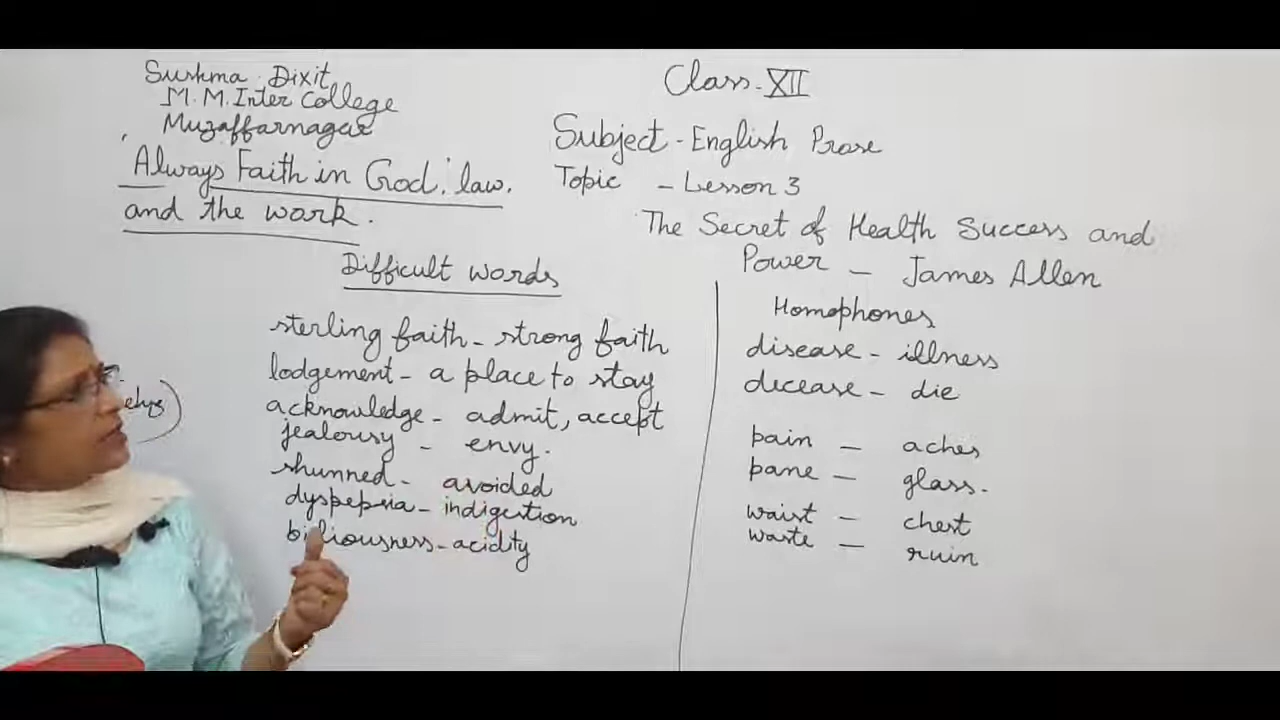 Sushma Dixit
M.M. Inter College
Muzaffarnagar
Always Faith in God, law,
and the work.
Class - XII
Subject - English Prose
Topic - Lesson 3
The Secret of Health Success and
Power - James Allen
Difficult words
sterling faith - strong faith
lodgement - a place to stay
acknowledge - admit, accept
jealousy - envy.
shunned - avoided
dyspepsia - indigestion
biliousness - acidity
Homophones
disease - illness
decease - die
pain - aches
pane - glass.
waist - chest
waste - ruin